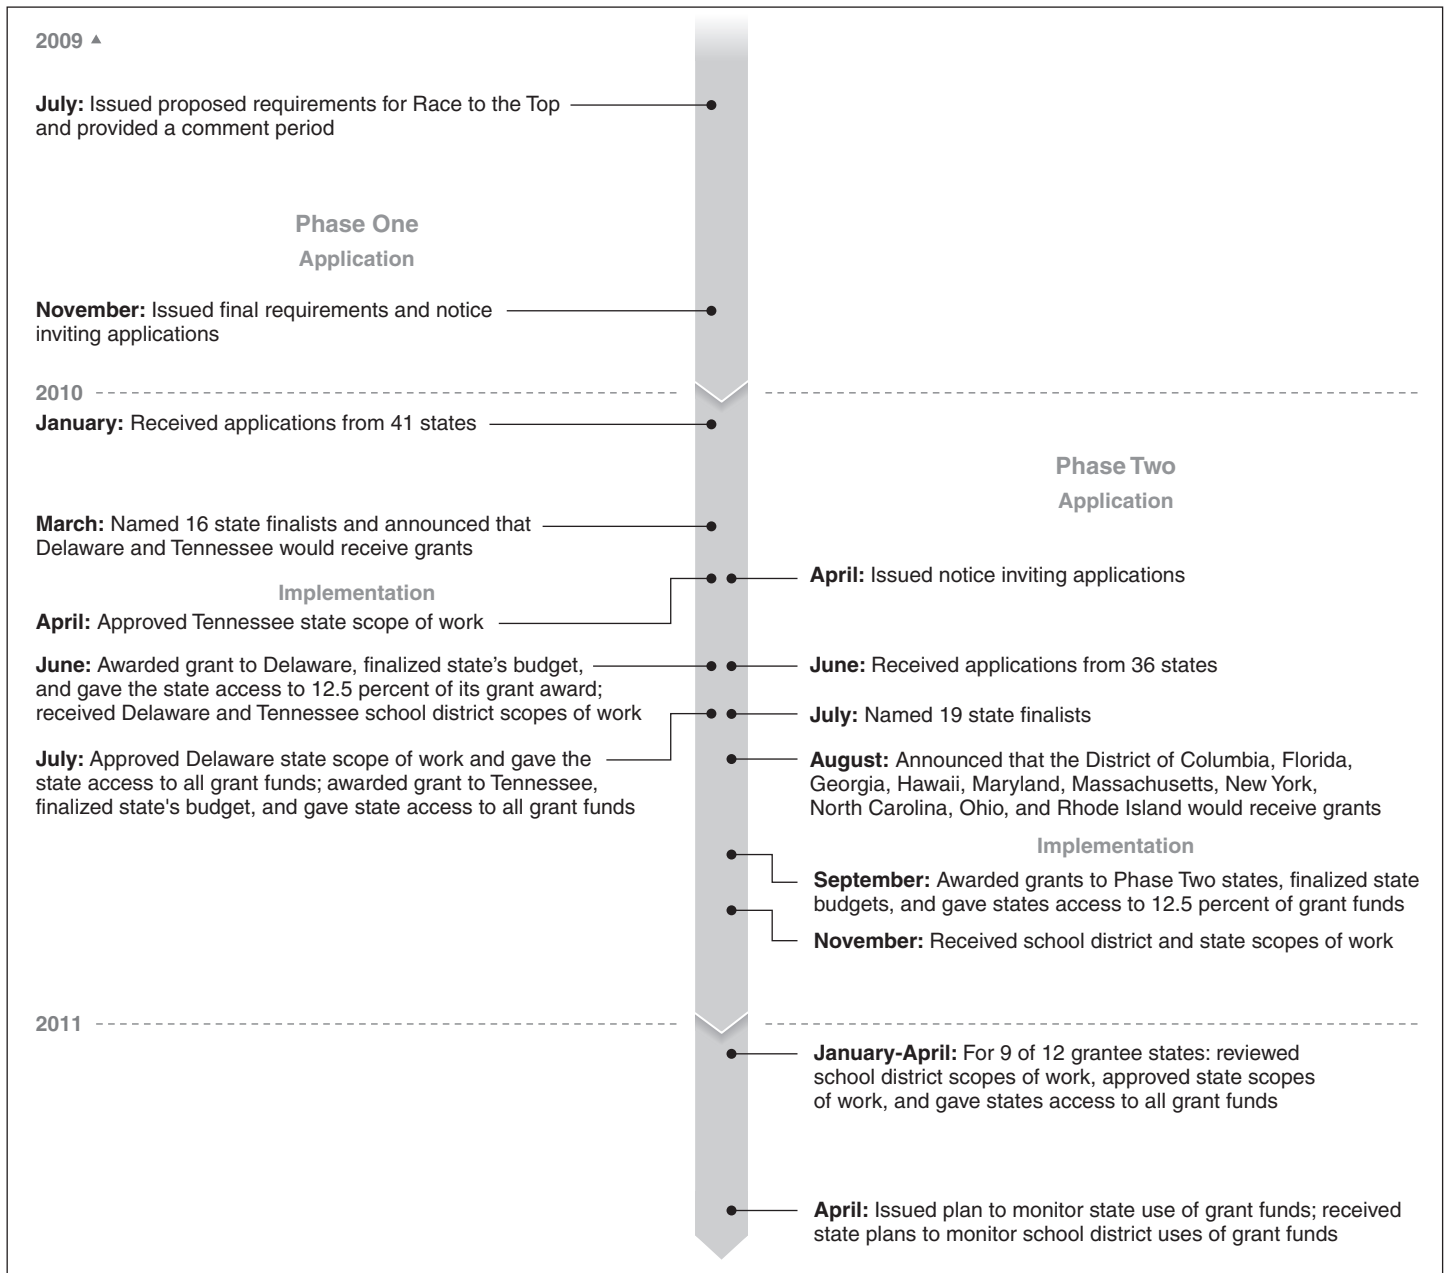 2009
July: Issued proposed requirements for Race to the Top
and provided a comment period
Phase One
Application
November: Issued final requirements and notice
inviting applications
2010
January: Received applications from 41 states
March: Named 16 state finalists and announced that
Delaware and Tennessee would receive grants
Implementation
April: Approved Tennessee state scope of work
June: Awarded grant to Delaware, finalized state’s budget,
and gave the state access to 12.5 percent of its grant award;
received Delaware and Tennessee school district scopes of work
July: Approved Delaware state scope of work and gave the
state access to all grant funds; awarded grant to Tennessee,
finalized state's budget, and gave state access to all grant funds
Phase Two
Application
April: Issued notice inviting applications
June: Received applications from 36 states
July: Named 19 state finalists
August: Announced that the District of Columbia, Florida,
Georgia, Hawaii, Maryland, Massachusetts, New York,
North Carolina, Ohio, and Rhode Island would receive grants
Implementation
September: Awarded grants to Phase Two states, finalized state
budgets, and gave states access to 12.5 percent of grant funds
November: Received school district and state scopes of work
2011
January-April: For 9 of 12 grantee states: reviewed
school district scopes of work, approved state scopes
of work, and gave states access to all grant funds
April: Issued plan to monitor state use of grant funds; received
state plans to monitor school district uses of grant funds